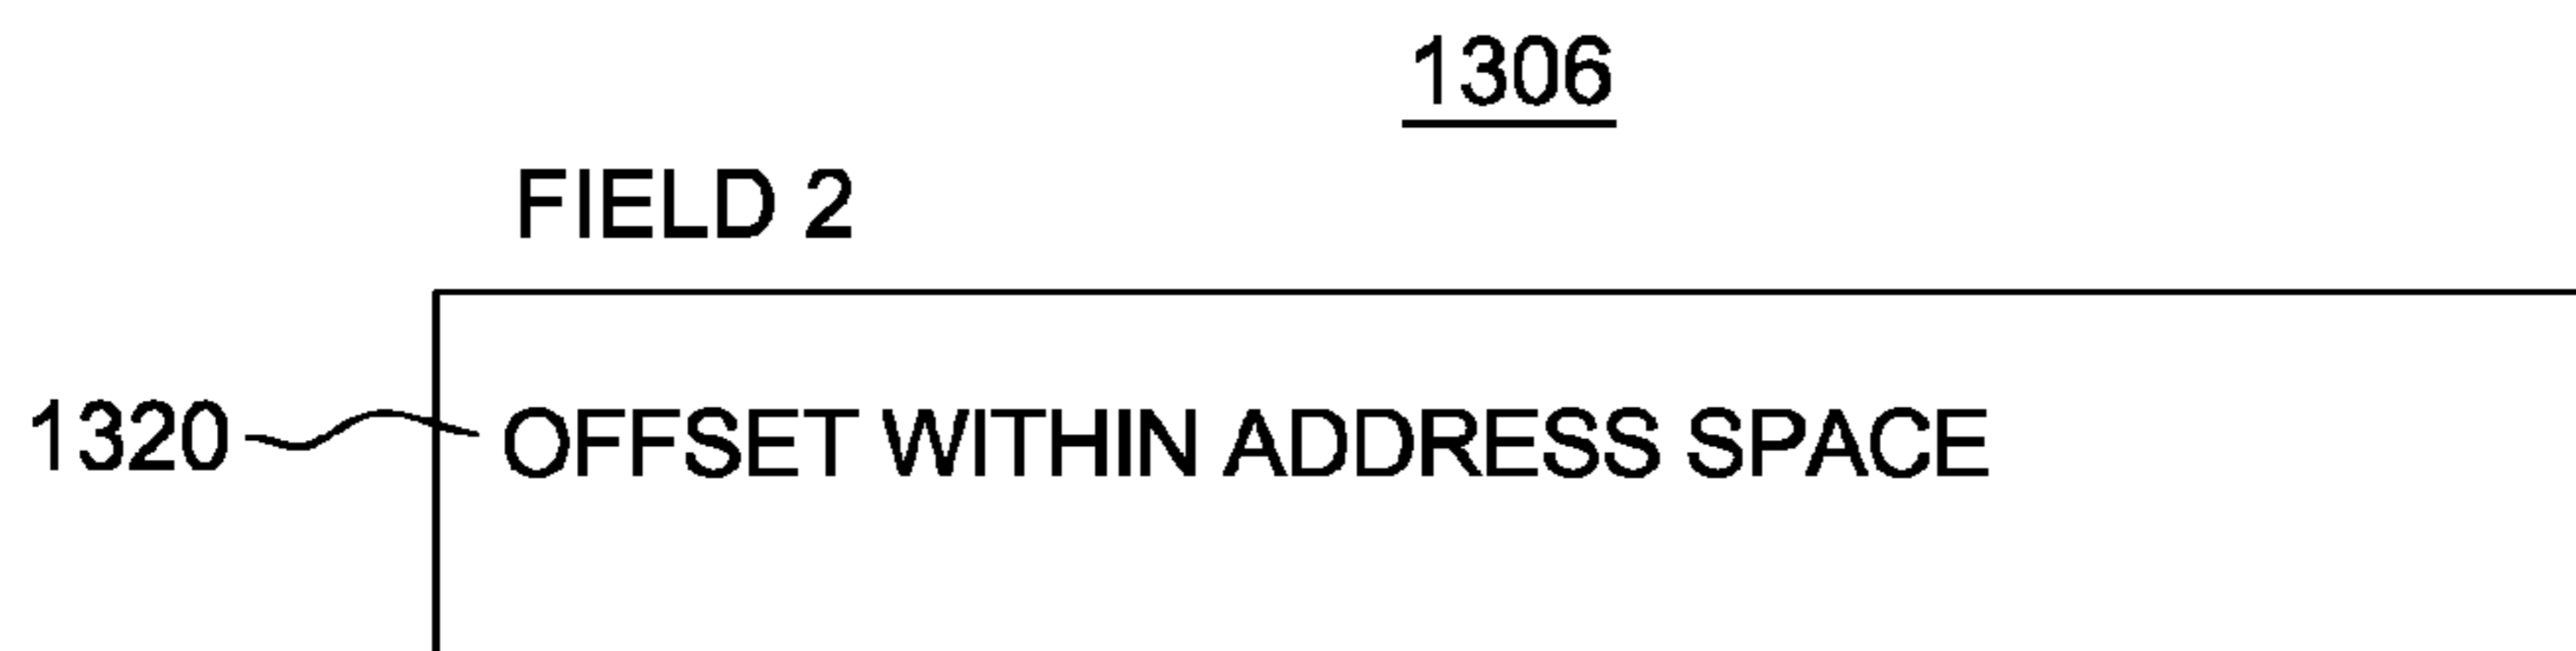 1306
FIELD 2
1320 OFFSET WITHIN ADDRESS SPACE